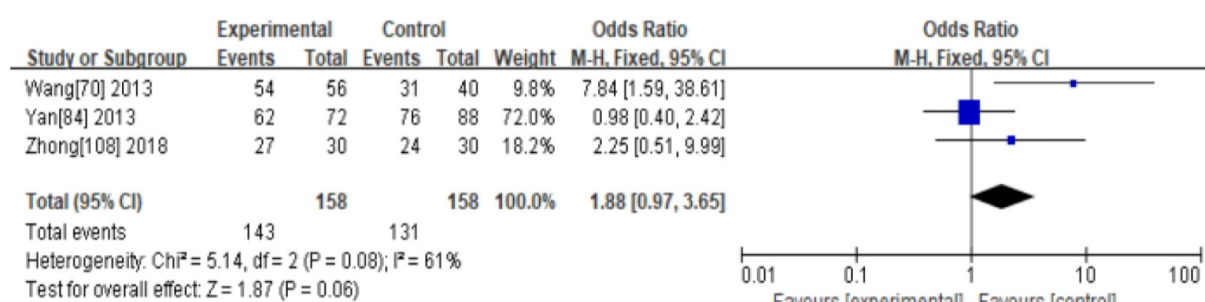 Experimental Control Odds Ratio Odds Ratio
Study or Subgroup Events Total Events Total Weight M-H, Fixed, 95% CI M-H, Fixed, 95% CI
Wang[70] 2013 54 56 31 40 9.8% 7.84 [1.59, 38.61]
Yan[84] 2013 62 72 76 88 72.0% 0.98 [0.40, 2.42]
Zhong[108] 2018 27 30 24 30 18.2% 2.25 [0.51, 9.99]
Total (95% CI) 158 158 100.0% 1.88 [0.97, 3.65]
Total events 143 131
Heterogeneity: Chi² = 5.14, df = 2 (P = 0.08); I² = 61%
Test for overall effect: Z = 1.87 (P = 0.06)
0.01 0.1 1 10 100
Favours [experimental] Favours [control]